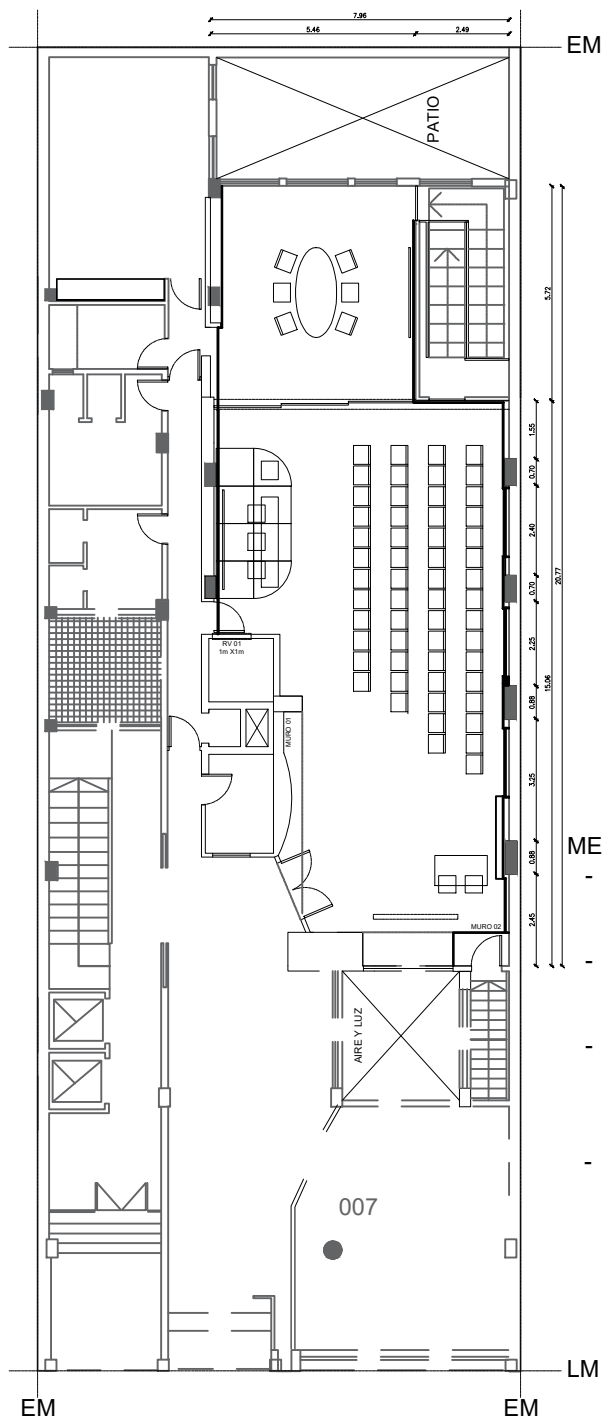 7.96
5.46
2.49
EM
PATIO
5.72
1.55
0.70
2.40
0.70
20.77
2.25
15.06
0.88
3.25
0.88
2.45
RV 01
1m X1m
MURO 01
ME
-
-
-
-
MURO 02
AIRE Y LUZ
007
LM
EM
EM